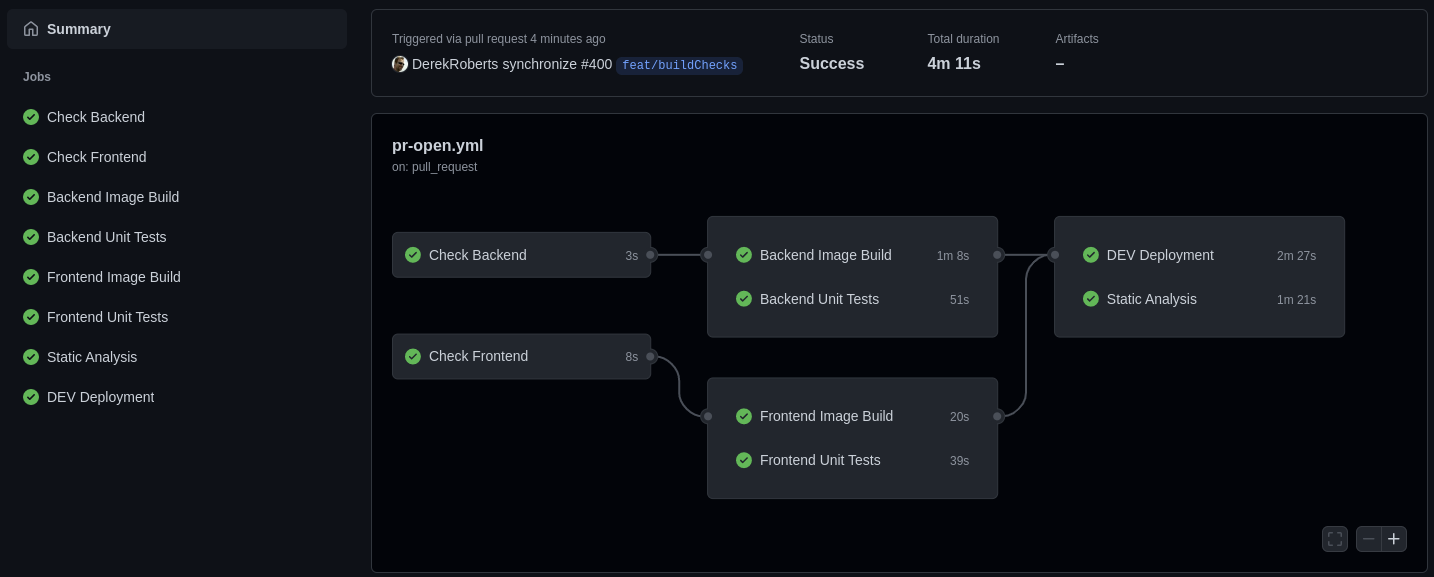 Summary
Jobs
Check Backend
Check Frontend
Backend Image Build
Backend Unit Tests
Frontend Image Build
Frontend Unit Tests
Static Analysis
DEV Deployment
Triggered via pull request 4 minutes ago
DerekRoberts synchronize #400 feat/buildChecks
Status
Success
Total duration
4m 11s
Artifacts
–
pr-open.yml
on: pull_request
Check Backend 3s
Check Frontend 8s
Backend Image Build 1m 8s
Backend Unit Tests 51s
Frontend Image Build 20s
Frontend Unit Tests 39s
DEV Deployment 2m 27s
Static Analysis 1m 21s